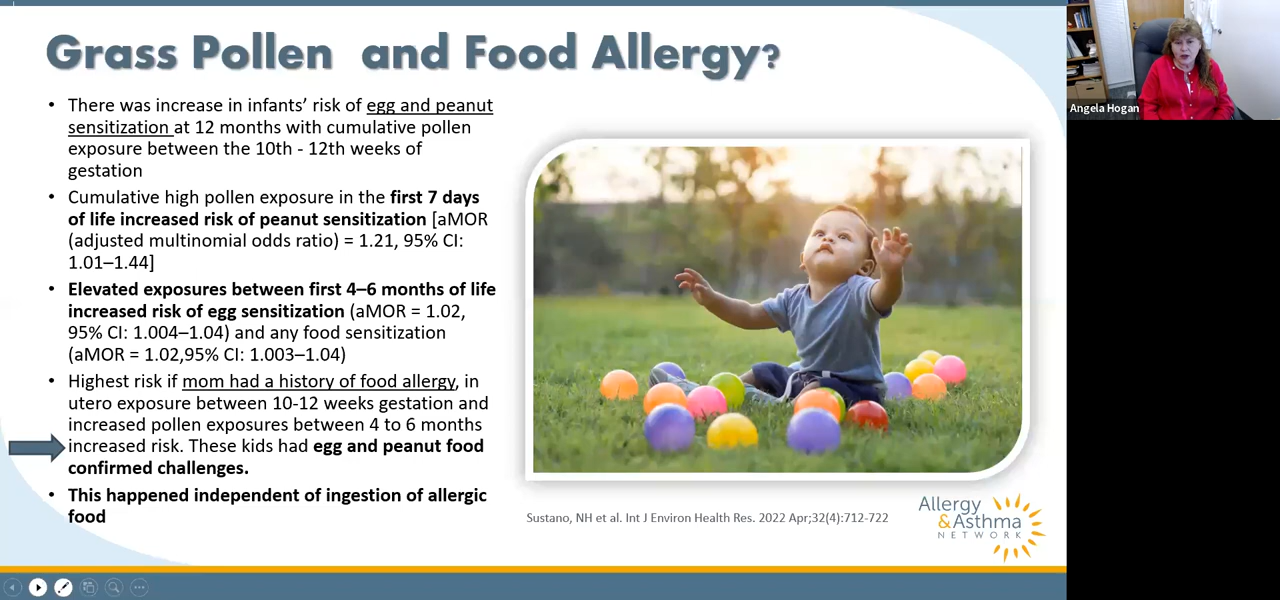 Grass Pollen and Food Allergy?
• There was increase in infants' risk of egg and peanut
sensitization at 12 months with cumulative pollen
exposure between the 10th - 12th weeks of
gestation
• Cumulative high pollen exposure in the first 7 days
of life increased risk of peanut sensitization [aMOR
(adjusted multinomial odds ratio) = 1.21, 95% CI:
1.01–1.44]
• Elevated exposures between first 4–6 months of life
increased risk of egg sensitization (aMOR = 1.02,
95% CI: 1.004–1.04) and any food sensitization
(aMOR = 1.02,95% CI: 1.003–1.04)
• Highest risk if mom had a history of food allergy, in
utero exposure between 10-12 weeks gestation and
increased pollen exposures between 4 to 6 months
increased risk. These kids had egg and peanut food
confirmed challenges.
• This happened independent of ingestion of allergic
food
Sustano, NH et al. Int J Environ Health Res. 2022 Apr;32(4):712-722
Allergy
&Asthma
NETWORK
Angela Hogan